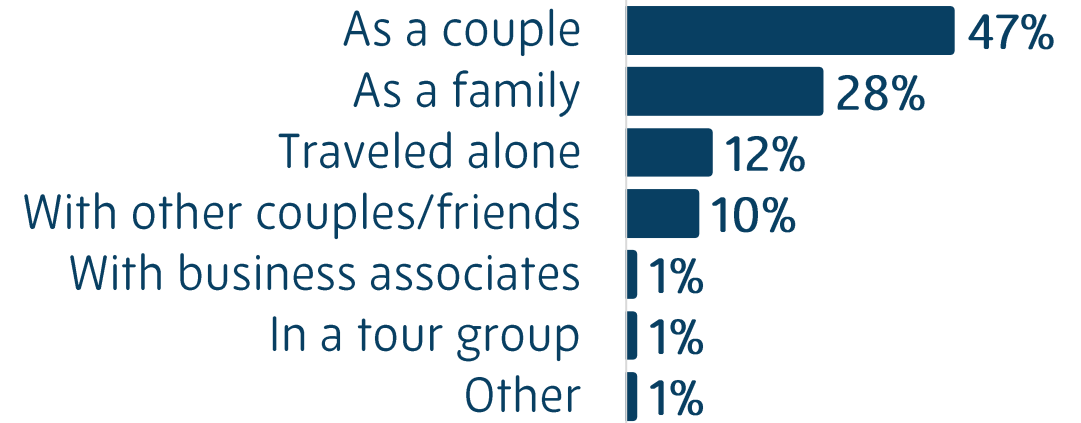 As a couple 47%
As a family 28%
Traveled alone 12%
With other couples/friends 10%
With business associates 1%
In a tour group 1%
Other 1%